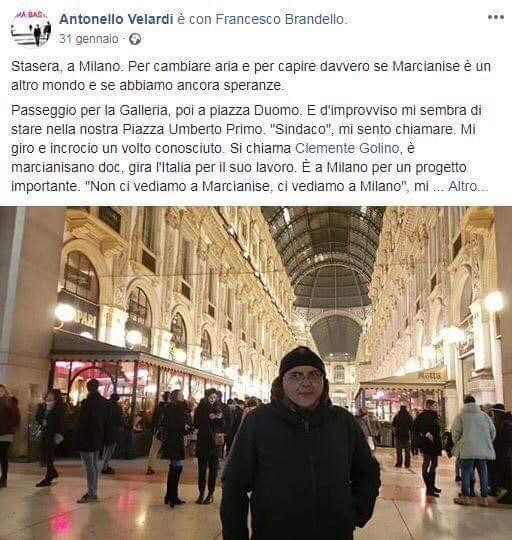 MA BAS
Antonello Velardi è con Francesco Brandello.
31 gennaio ·
Stasera, a Milano. Per cambiare aria e per capire davvero se Marcianise è un
altro mondo e se abbiamo ancora speranze.
Passeggio per la Galleria, poi a piazza Duomo. E d'improvviso mi sembra di
stare nella nostra Piazza Umberto Primo. "Sindaco", mi sento chiamare. Mi
giro e incrocio un volto conosciuto. Si chiama Clemente Golino, è
marcianisano doc, gira l'Italia per il suo lavoro. È a Milano per un progetto
importante. "Non ci vediamo a Marcianise, ci vediamo a Milano", mi ... Altro...
Motta